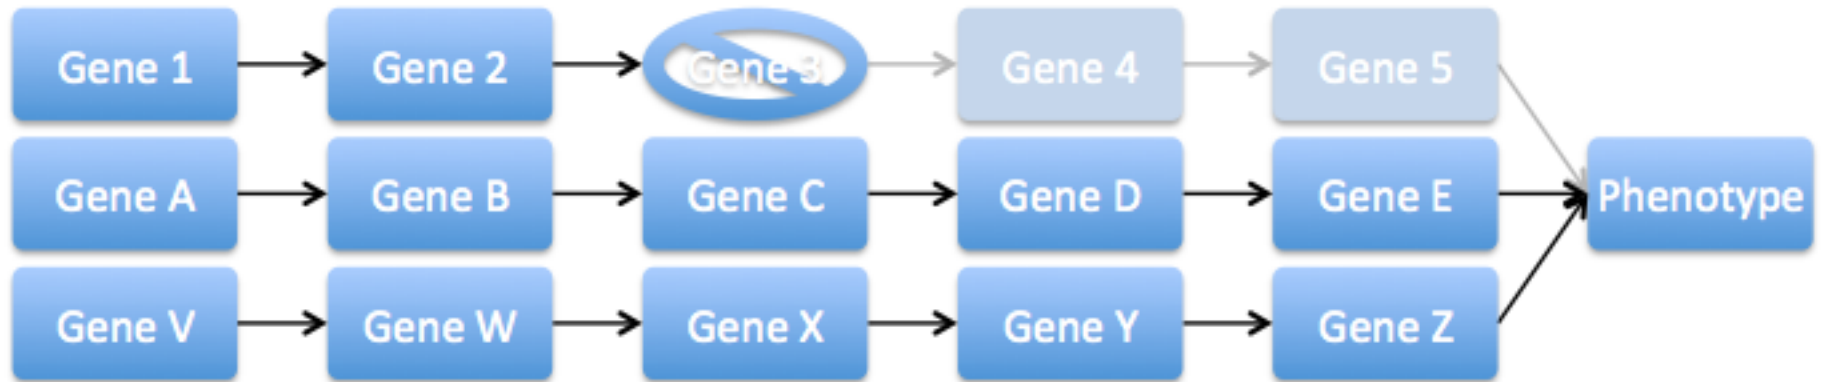 Gene 1
Gene 2
Gene 3
Gene 4
Gene 5
Gene A
Gene B
Gene C
Gene D
Gene E
Phenotype
Gene V
Gene W
Gene X
Gene Y
Gene Z